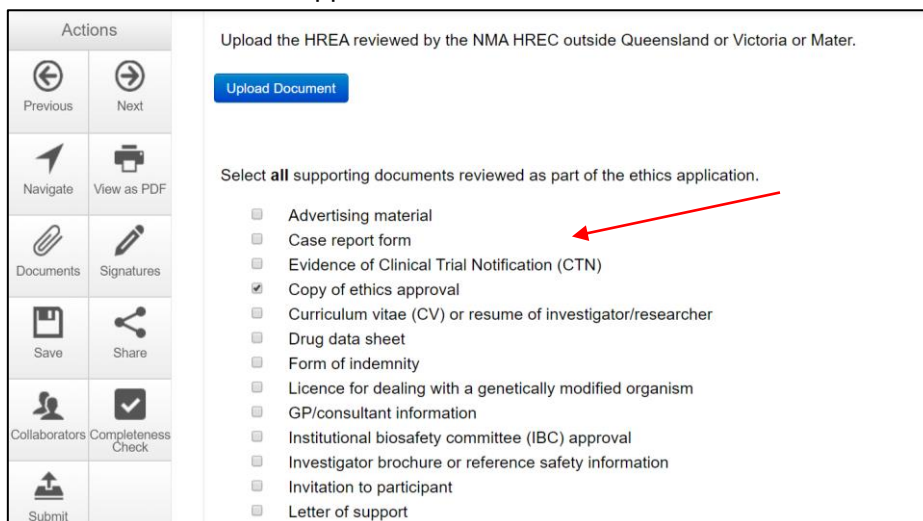 Actions
Previous
Next
Navigate
View as PDF
Documents
Signatures
Save
Share
Collaborators
Completeness
Check
Submit
Upload the HREA reviewed by the NMA HREC outside Queensland or Victoria or Mater.
Upload Document
Select all supporting documents reviewed as part of the ethics application.
Advertising material
Case report form
Evidence of Clinical Trial Notification (CTN)
Copy of ethics approval
Curriculum vitae (CV) or resume of investigator/researcher
Drug data sheet
Form of indemnity
Licence for dealing with a genetically modified organism
GP/consultant information
Institutional biosafety committee (IBC) approval
Investigator brochure or reference safety information
Invitation to participant
Letter of support